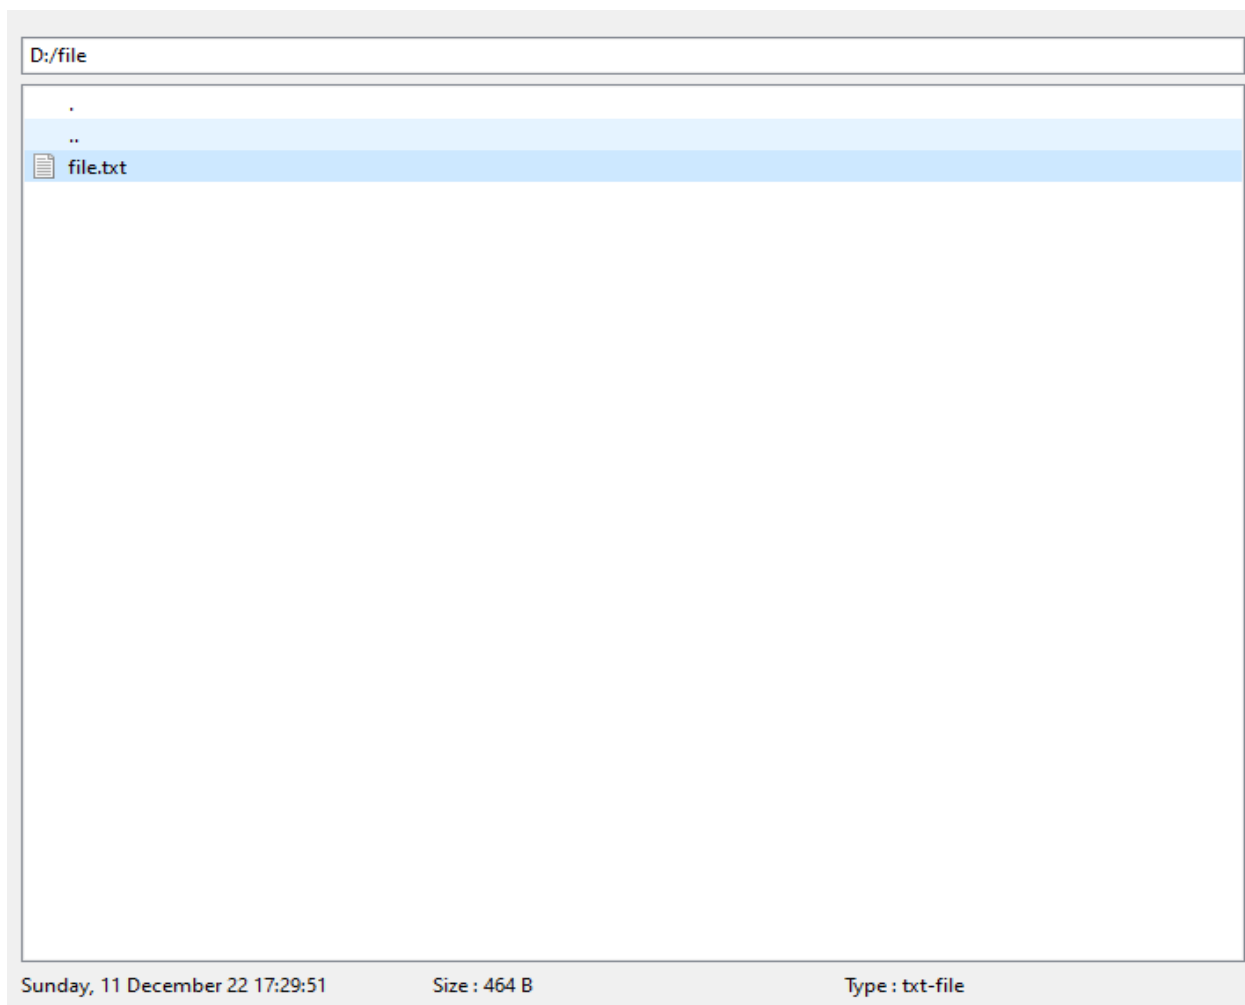 D:/file
.
..
file.txt
Sunday, 11 December 22 17:29:51 Size : 464 B Type : txt-file